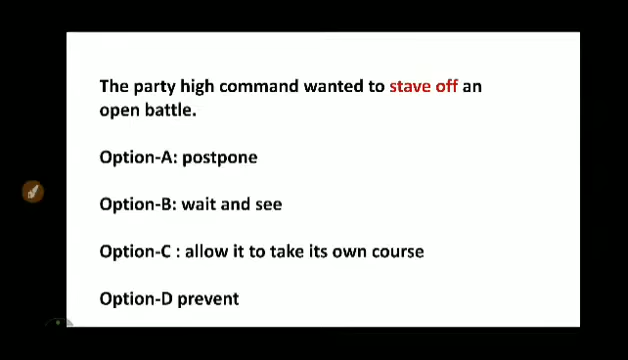 The party high command wanted to stave off an
open battle.
Option-A: postpone
Option-B: wait and see
Option-C : allow it to take its own course
Option-D prevent